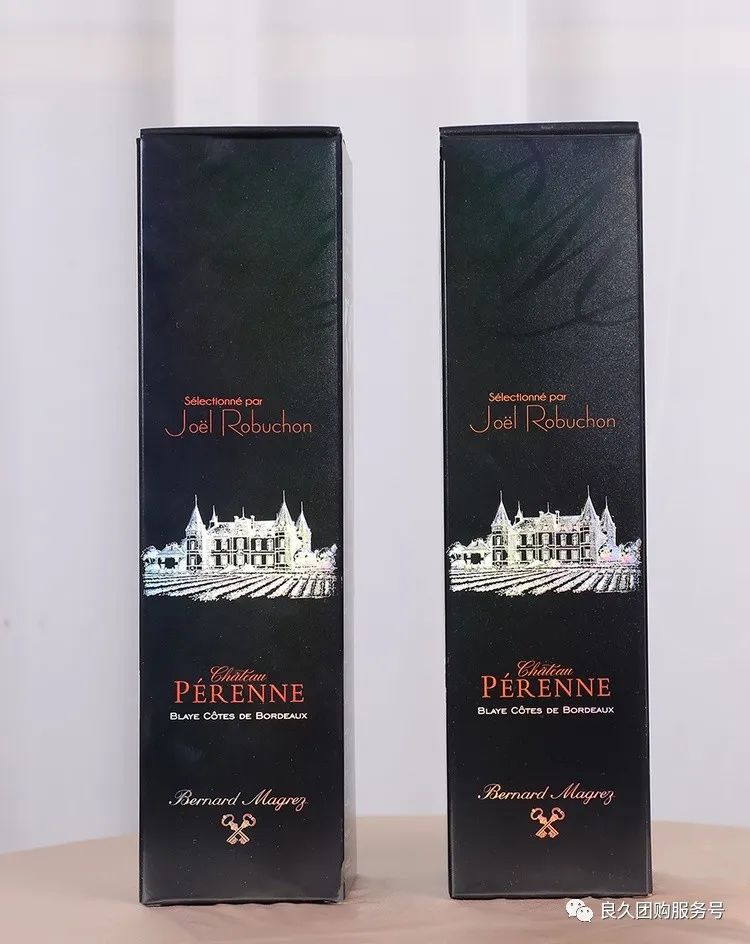 Sélectionné par
Joël Robuchon
Château
PÉRENNE
BLAYE CÔTES DE BORDEAUX
Bernard Magrez
Sélectionné par
Joël Robuchon
Château
PÉRENNE
BLAYE CÔTES DE BORDEAUX
Bernard Magrez
良久团购服务号